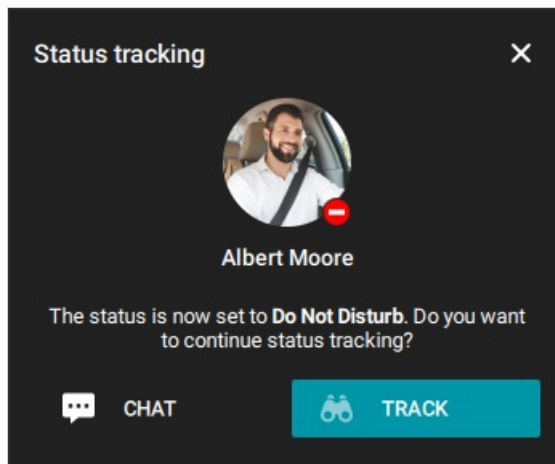 Status tracking
Albert Moore
The status is now set to Do Not Disturb. Do you want
to continue status tracking?
CHAT
TRACK